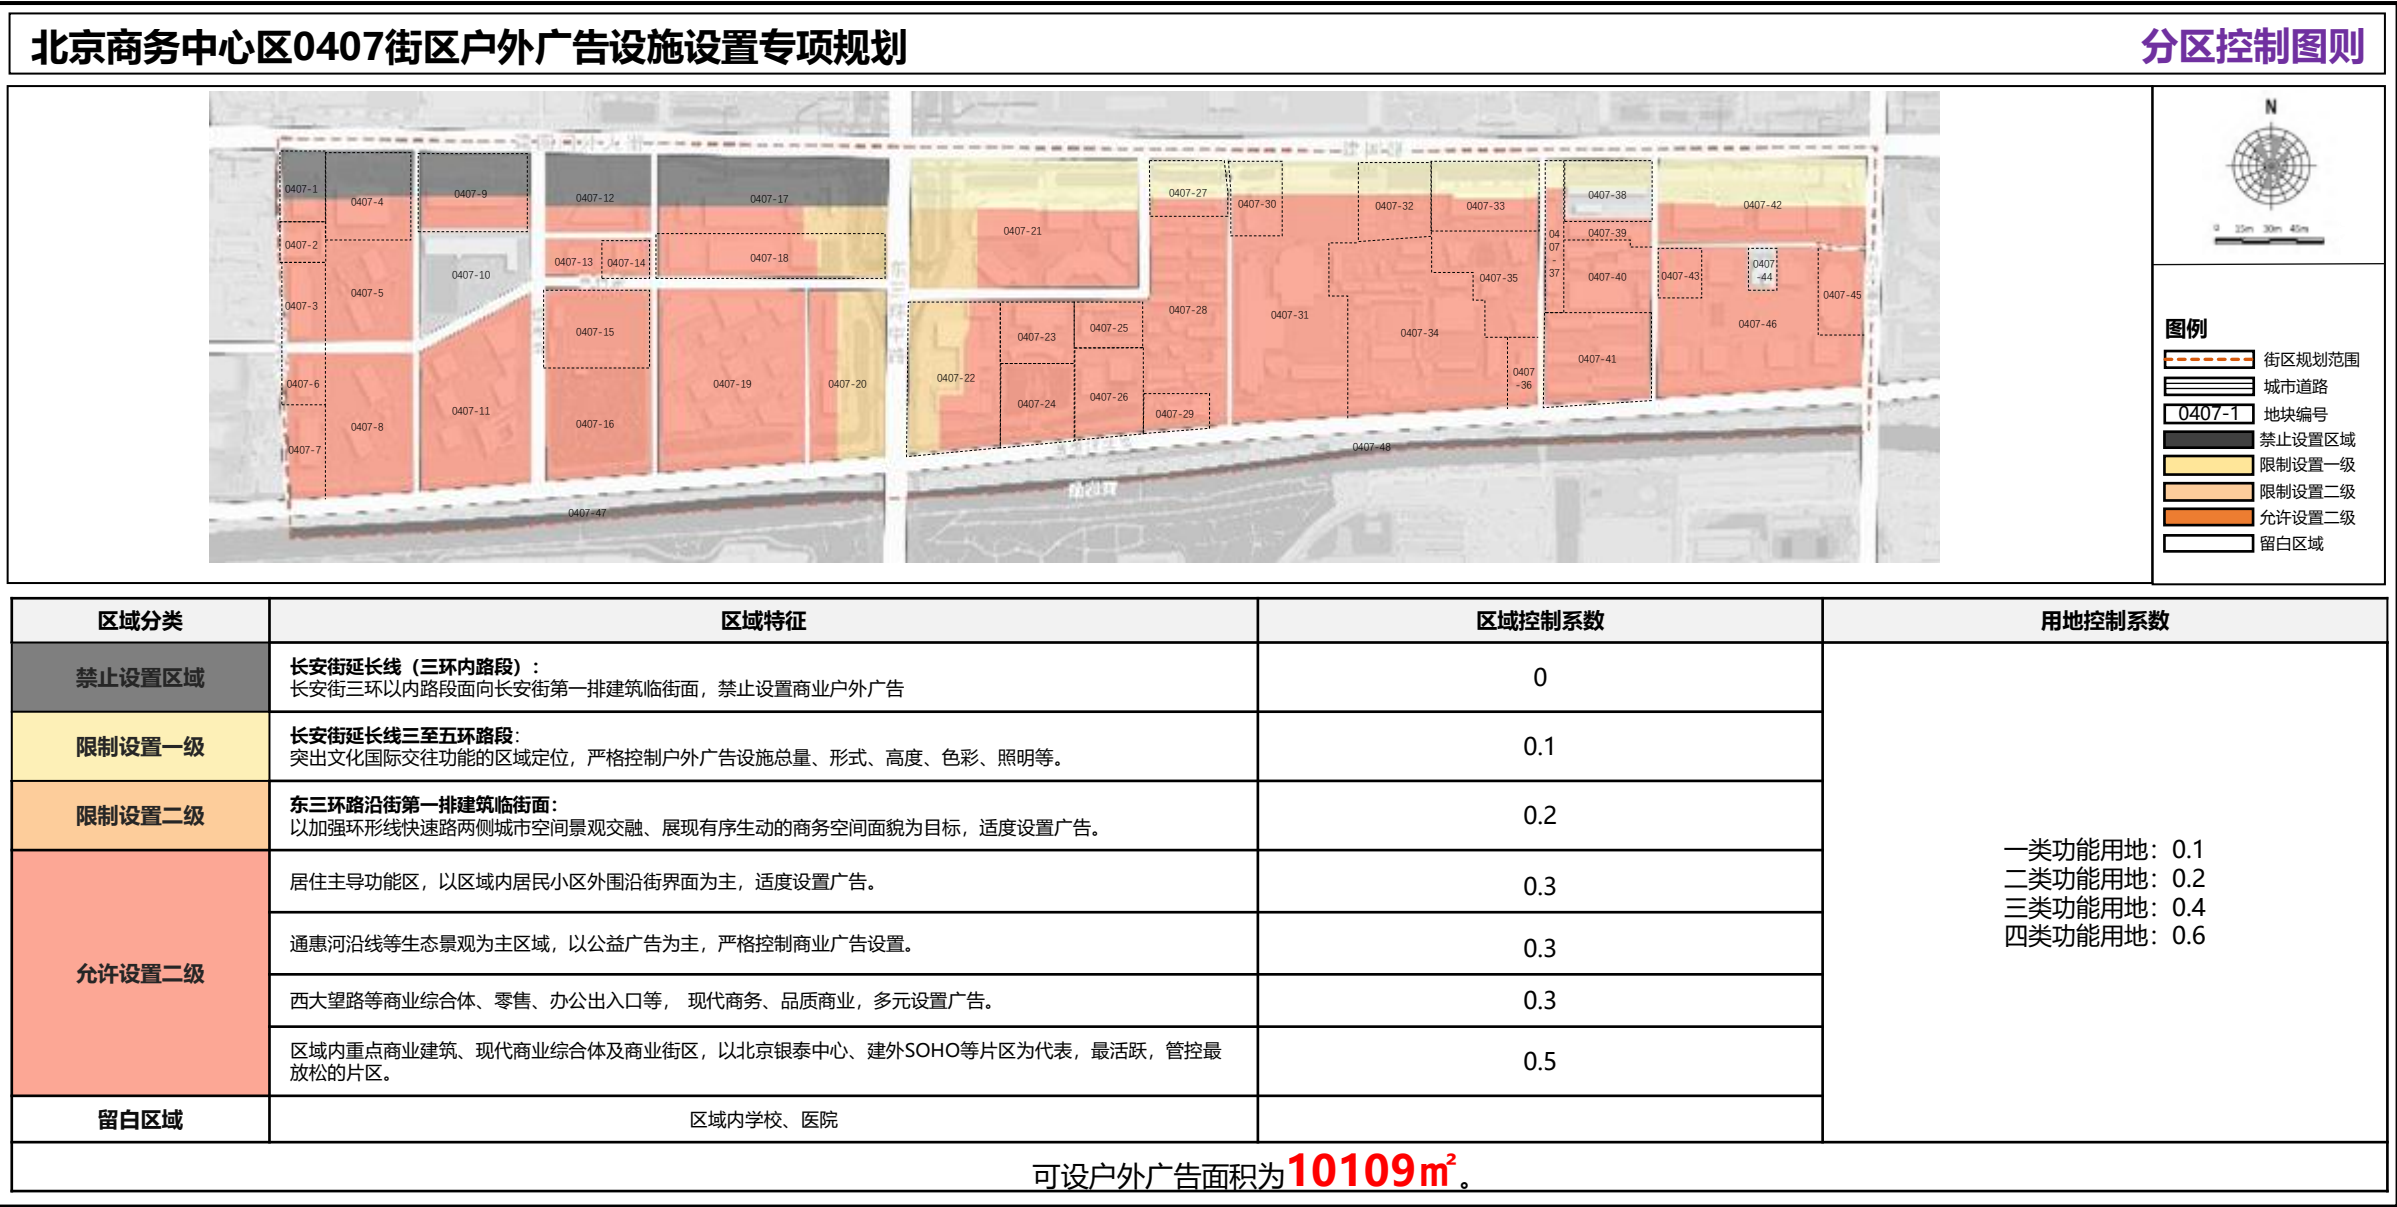 北京商务中心区0407街区户外广告设施设置专项规划
分区控制图则
N
0 15m 30m 45m
0407-1
0407-4
0407-9
0407-12
0407-17
0407-27
0407-30
0407-32
0407-33
0407-38
0407-42
0407-2
0407-10
0407-13
0407-14
0407-18
0407-21
04
07
-
37
0407-39
0407-3
0407-5
0407-15
0407-28
0407-31
0407-35
0407-40
0407-43
0407
-44
0407-45
0407-23
0407-25
0407-34
0407-46
0407-6
0407-8
0407-11
0407-16
0407-19
0407-20
0407-22
0407-24
0407-26
0407-29
0407
-36
0407-41
0407-7
0407-48
0407-47
通惠河
图例
街区规划范围
城市道路
0407-1 地块编号
禁止设置区域
限制设置一级
限制设置二级
允许设置二级
留白区域
区域分类 区域特征 区域控制系数 用地控制系数
禁止设置区域
长安街延长线（三环内路段）：
长安街三环以内路段面向长安街第一排建筑临街面，禁止设置商业户外广告
0
限制设置一级
长安街延长线三至五环路段：
突出文化国际交往功能的区域定位，严格控制户外广告设施总量、形式、高度、色彩、照明等。
0.1
限制设置二级
东三环路沿街第一排建筑临街面：
以加强环形线快速路两侧城市空间景观交融、展现有序生动的商务空间面貌为目标，适度设置广告。
0.2
允许设置二级
居住主导功能区，以区域内居民小区外围沿街界面为主，适度设置广告。
0.3
通惠河沿线等生态景观为主区域，以公益广告为主，严格控制商业广告设置。
0.3
西大望路等商业综合体、零售、办公出入口等， 现代商务、品质商业，多元设置广告。
0.3
区域内重点商业建筑、现代商业综合体及商业街区，以北京银泰中心、建外SOHO等片区为代表，最活跃，管控最
放松的片区。
0.5
一类功能用地：0.1
二类功能用地：0.2
三类功能用地：0.4
四类功能用地：0.6
留白区域
区域内学校、医院
可设户外广告面积为10109㎡。